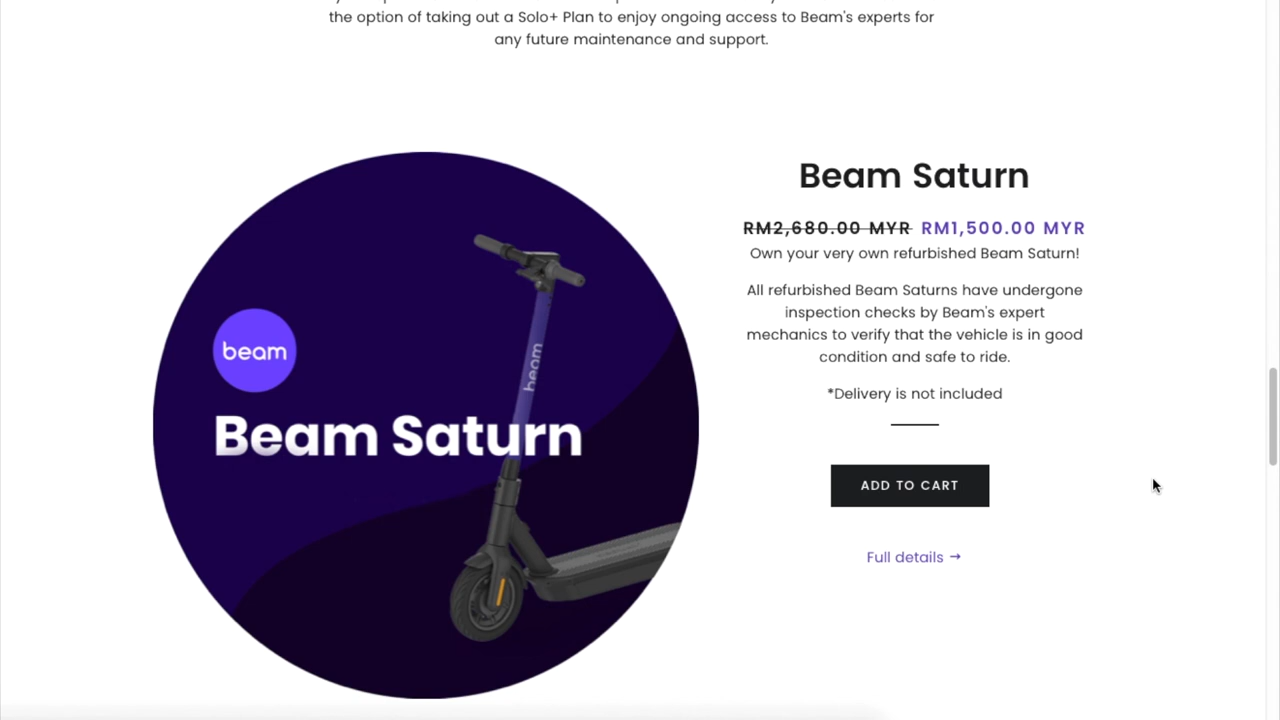 the option of taking out a Solo+ Plan to enjoy ongoing access to Beam's experts for
any future maintenance and support.
Beam Saturn
RM2,680.00 MYR RM1,500.00 MYR
Own your very own refurbished Beam Saturn!
All refurbished Beam Saturns have undergone
inspection checks by Beam's expert
mechanics to verify that the vehicle is in good
condition and safe to ride.
*Delivery is not included
ADD TO CART
Full details →
beam
beam
Beam Saturn